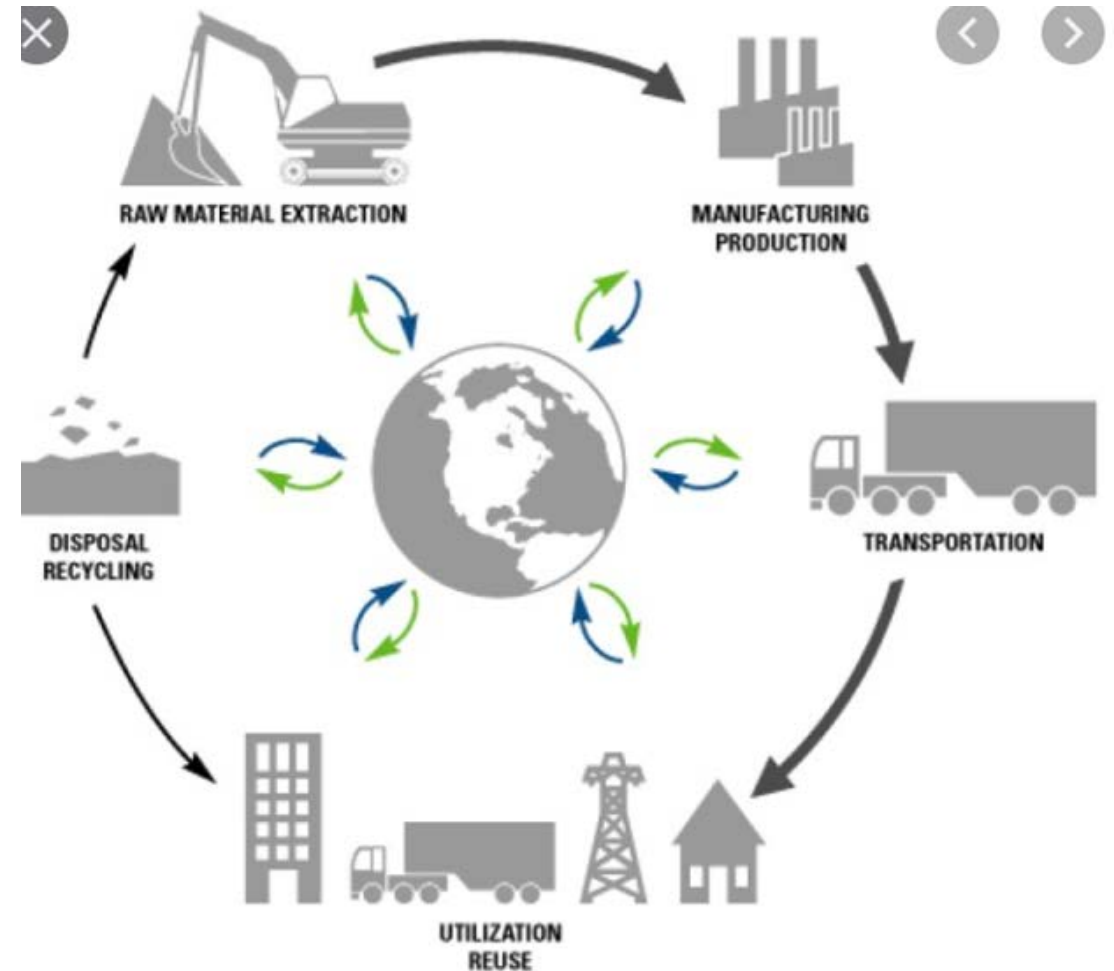 RAW MATERIAL EXTRACTION
MANUFACTURING
PRODUCTION
DISPOSAL
RECYCLING
TRANSPORTATION
UTILIZATION
REUSE